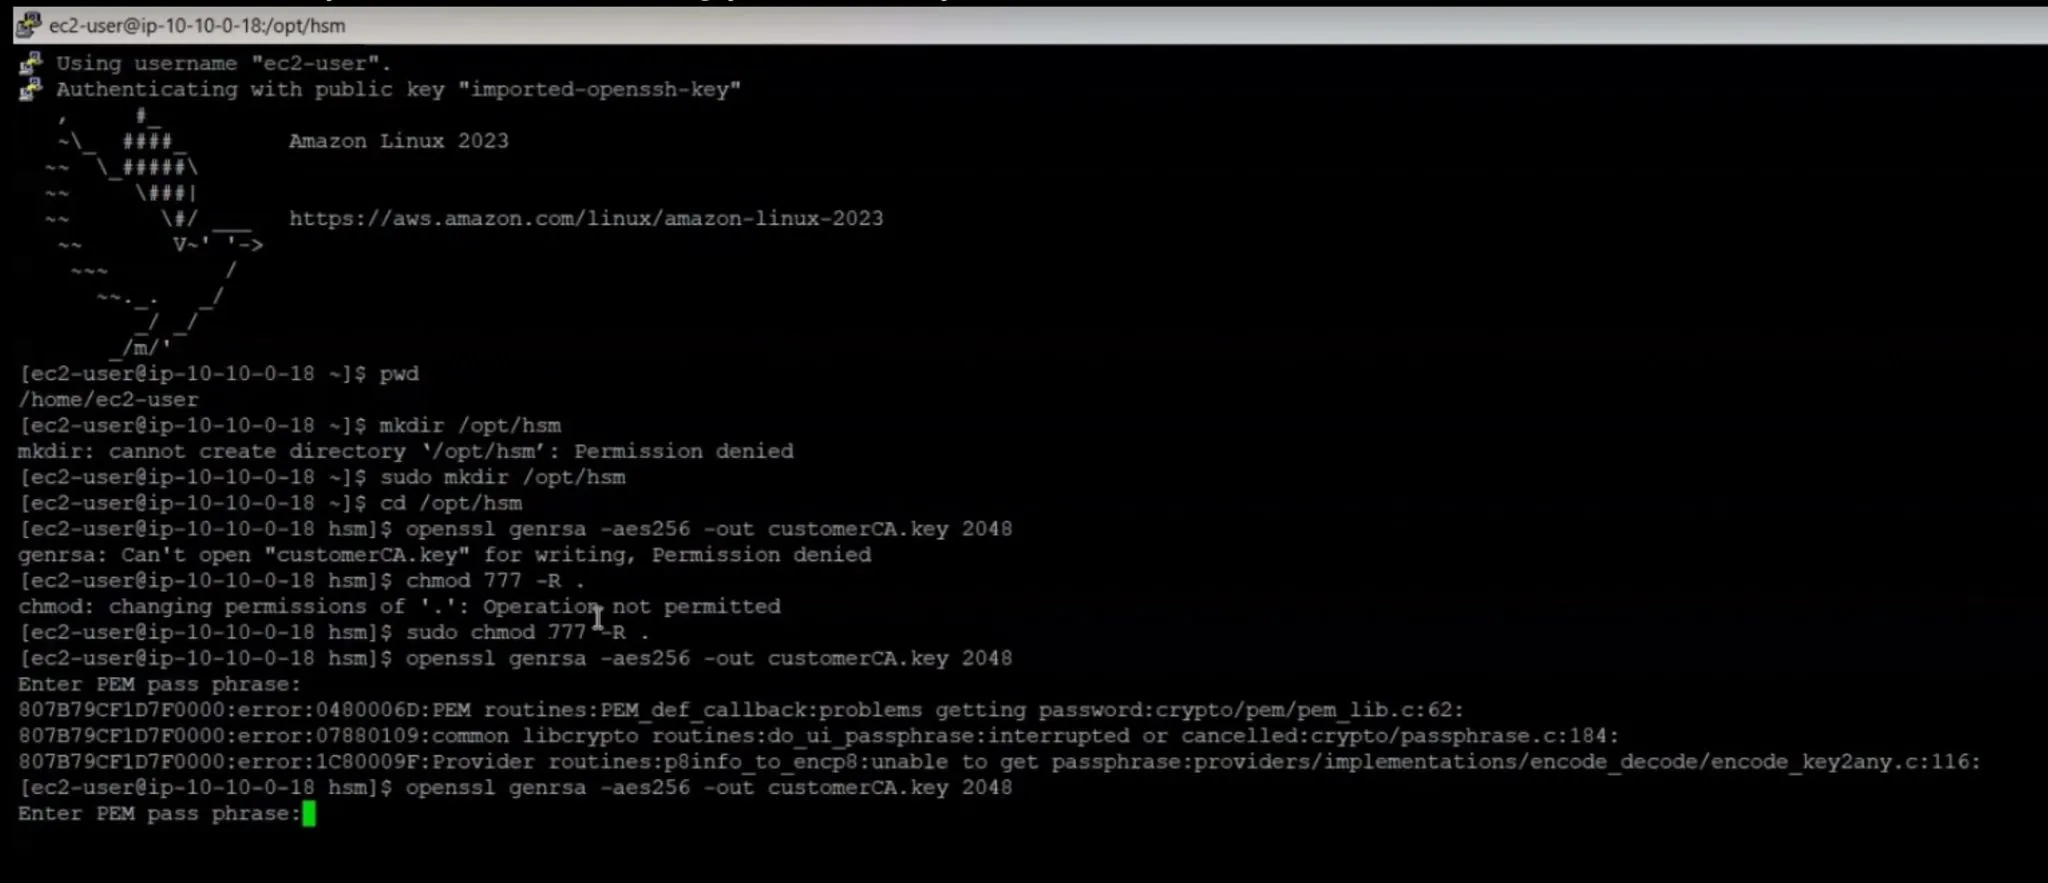 ec2-user@ip-10-10-0-18:/opt/hsm
Using username "ec2-user".
Authenticating with public key "imported-openssh-key"
   ,     #_
   ~\_  ####_        Amazon Linux 2023
  ~~  \_#####\
  ~~     \###|
  ~~       \#/ ___   https://aws.amazon.com/linux/amazon-linux-2023
   ~~       V~' '->
    ~~~         /
      ~~._.   _/
         _/ _/
       _/m/'
[ec2-user@ip-10-10-0-18 ~]$ pwd
/home/ec2-user
[ec2-user@ip-10-10-0-18 ~]$ mkdir /opt/hsm
mkdir: cannot create directory ‘/opt/hsm’: Permission denied
[ec2-user@ip-10-10-0-18 ~]$ sudo mkdir /opt/hsm
[ec2-user@ip-10-10-0-18 ~]$ cd /opt/hsm
[ec2-user@ip-10-10-0-18 hsm]$ openssl genrsa -aes256 -out customerCA.key 2048
genrsa: Can't open "customerCA.key" for writing, Permission denied
[ec2-user@ip-10-10-0-18 hsm]$ chmod 777 -R .
chmod: changing permissions of '.': Operation not permitted
[ec2-user@ip-10-10-0-18 hsm]$ sudo chmod 777 -R .
[ec2-user@ip-10-10-0-18 hsm]$ openssl genrsa -aes256 -out customerCA.key 2048
Enter PEM pass phrase:
807B79CF1D7F0000:error:0480006D:PEM routines:PEM_def_callback:problems getting password:crypto/pem/pem_lib.c:62:
807B79CF1D7F0000:error:07880109:common libcrypto routines:do_ui_passphrase:interrupted or cancelled:crypto/passphrase.c:184:
807B79CF1D7F0000:error:1C80009F:Provider routines:p8info_to_encp8:unable to get passphrase:providers/implementations/encode_decode/encode_key2any.c:116:
[ec2-user@ip-10-10-0-18 hsm]$ openssl genrsa -aes256 -out customerCA.key 2048
Enter PEM pass phrase: